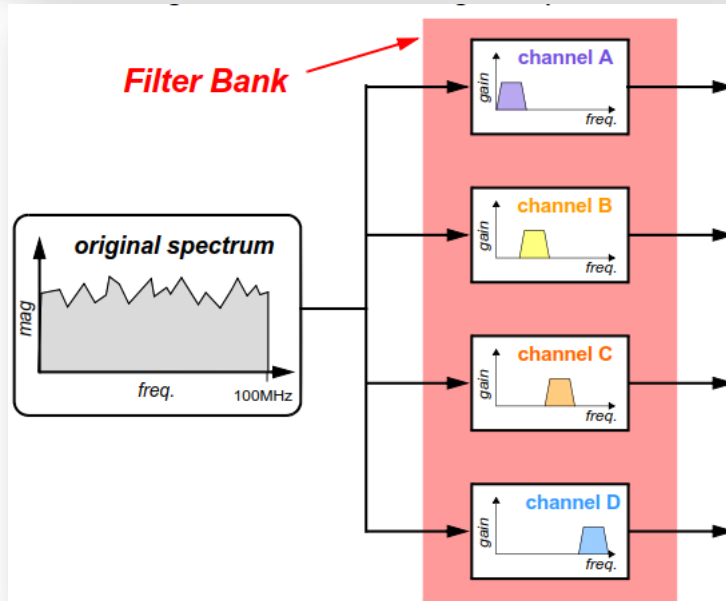 Filter Bank
channel A
gain
freq.
channel B
gain
freq.
original spectrum
mag
freq.
100MHz
channel C
gain
freq.
channel D
gain
freq.